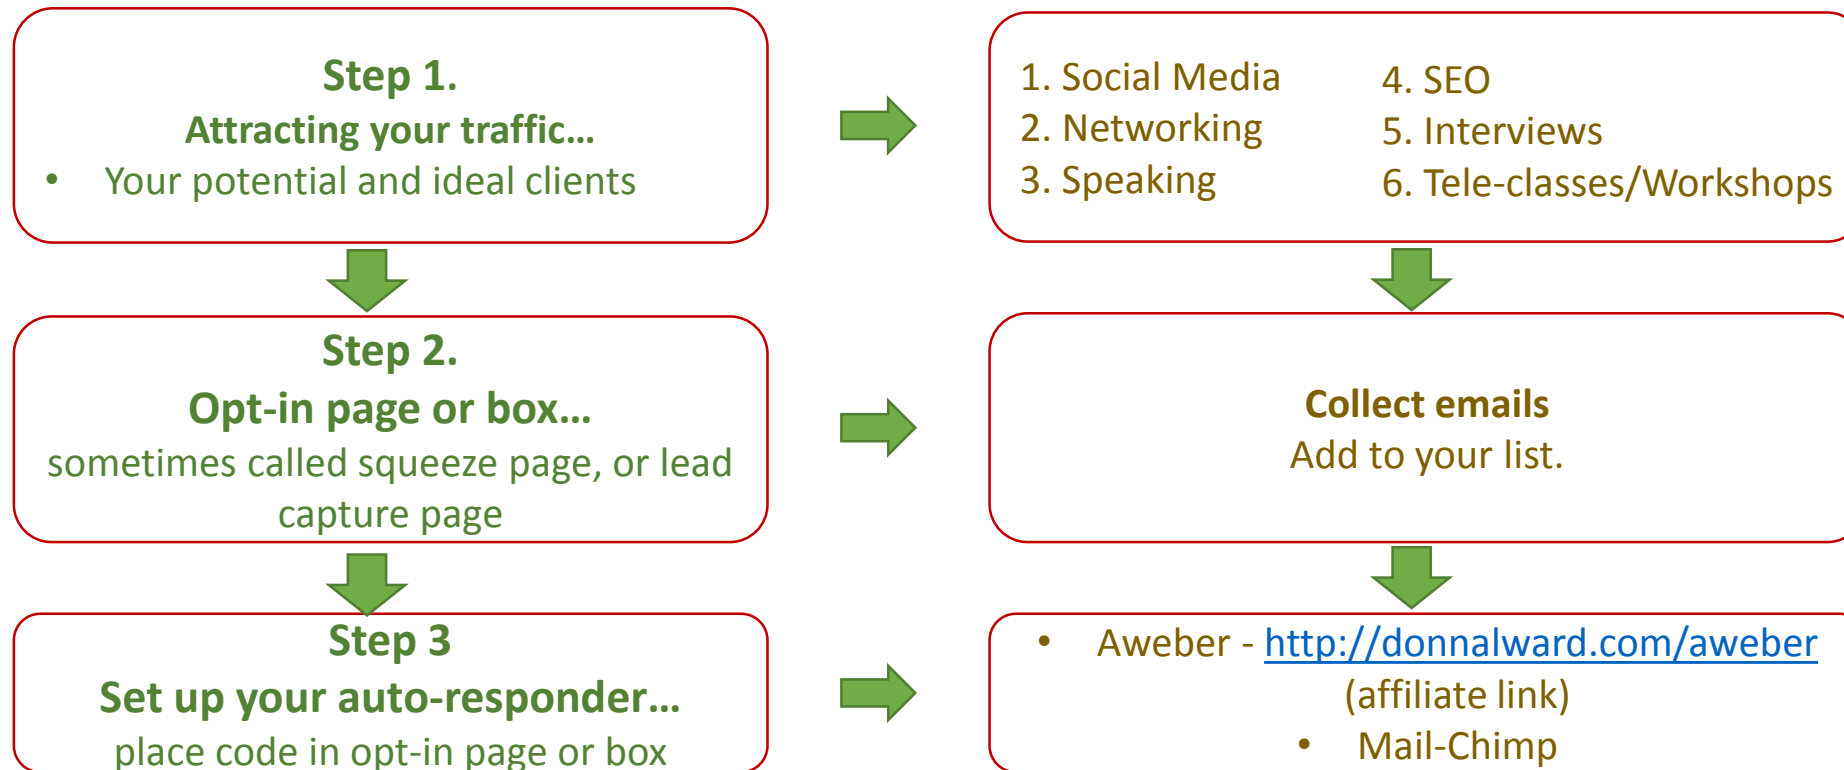 Step 1.
Attracting your traffic...
• Your potential and ideal clients
1. Social Media
2. Networking
3. Speaking
4. SEO
5. Interviews
6. Tele-classes/Workshops
Step 2.
Opt-in page or box...
sometimes called squeeze page, or lead
capture page
Collect emails
Add to your list.
Step 3
Set up your auto-responder...
place code in opt-in page or box
• Aweber - http://donnalward.com/aweber
(affiliate link)
• Mail-Chimp